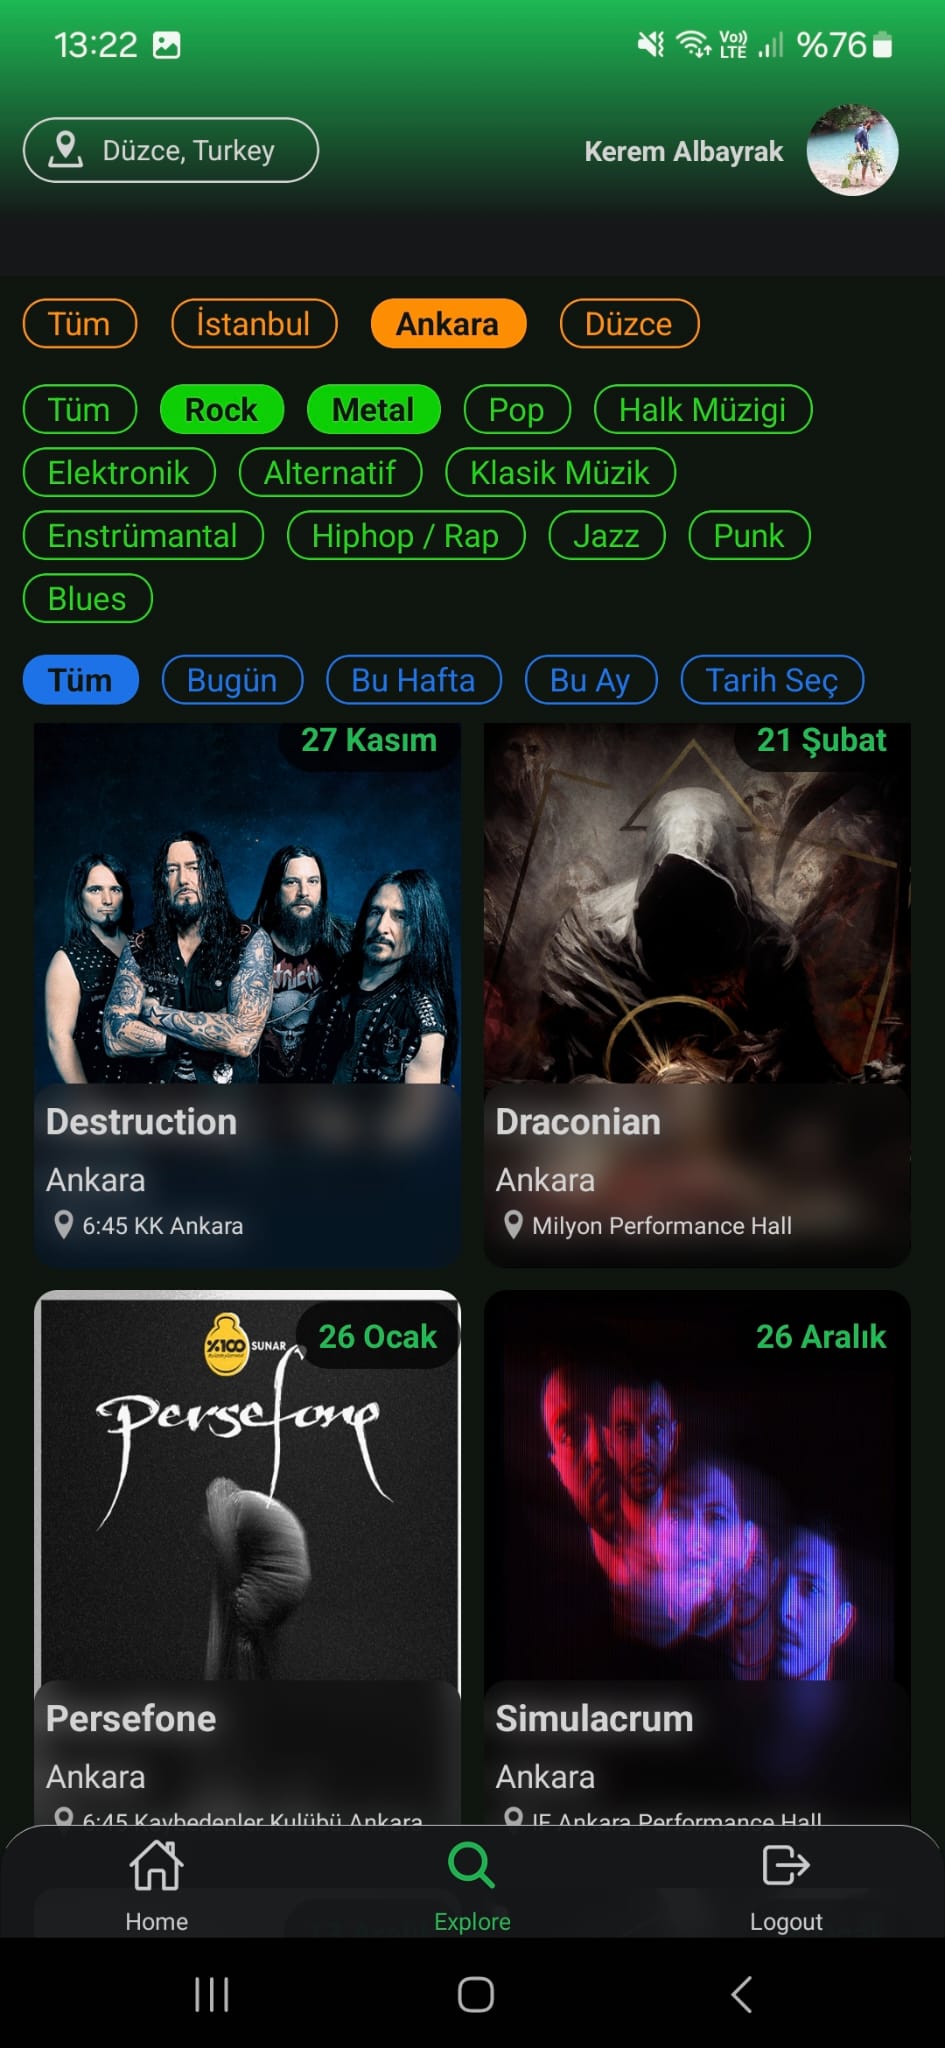 13:22 Vo)) LTE %76
Düzce, Turkey Kerem Albayrak
Tüm İstanbul Ankara Düzce
Tüm Rock Metal Pop Halk Müzigi
Elektronik Alternatif Klasik Müzik
Enstrümantal Hiphop / Rap Jazz Punk
Blues
Tüm Bugün Bu Hafta Bu Ay Tarih Seç
27 Kasım 21 Şubat
Destruction Draconian
Ankara Ankara
6:45 KK Ankara Milyon Performance Hall
%100 SUNAR 26 Ocak 26 Aralık
Persefone
Persefone Simulacrum
Ankara Ankara
6:45 Kaybedenler Kulübü Ankara IF Ankara Performance Hall
Home Explore Logout